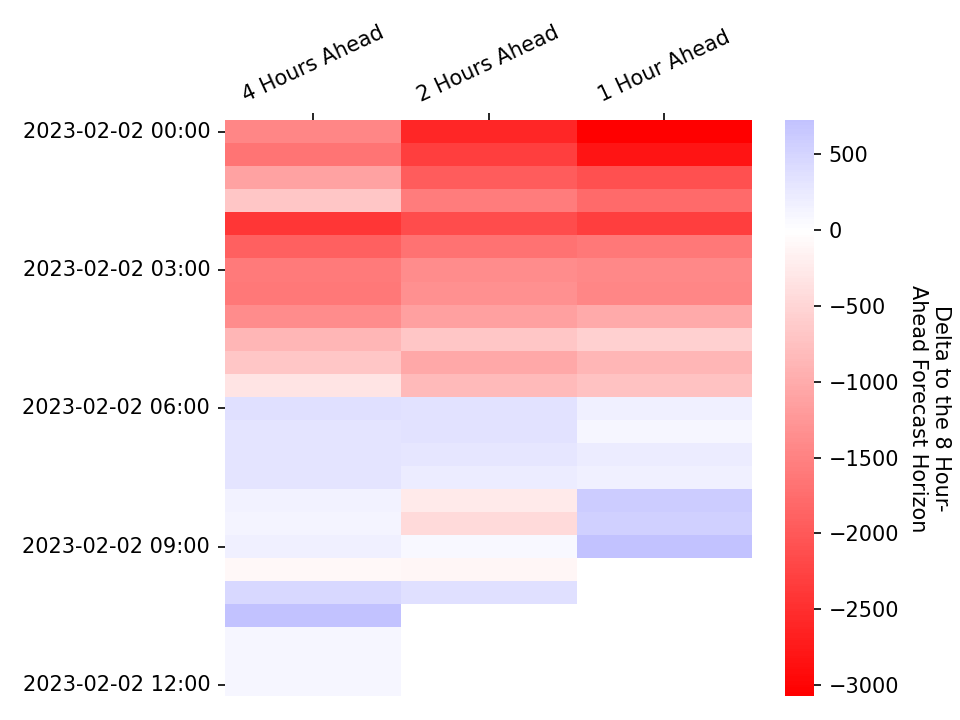 4 Hours Ahead
2 Hours Ahead
1 Hour Ahead
2023-02-02 00:00
2023-02-02 03:00
2023-02-02 06:00
2023-02-02 09:00
2023-02-02 12:00
500
0
−500
−1000
−1500
−2000
−2500
−3000
Delta to the 8 Hour-
Ahead Forecast Horizon